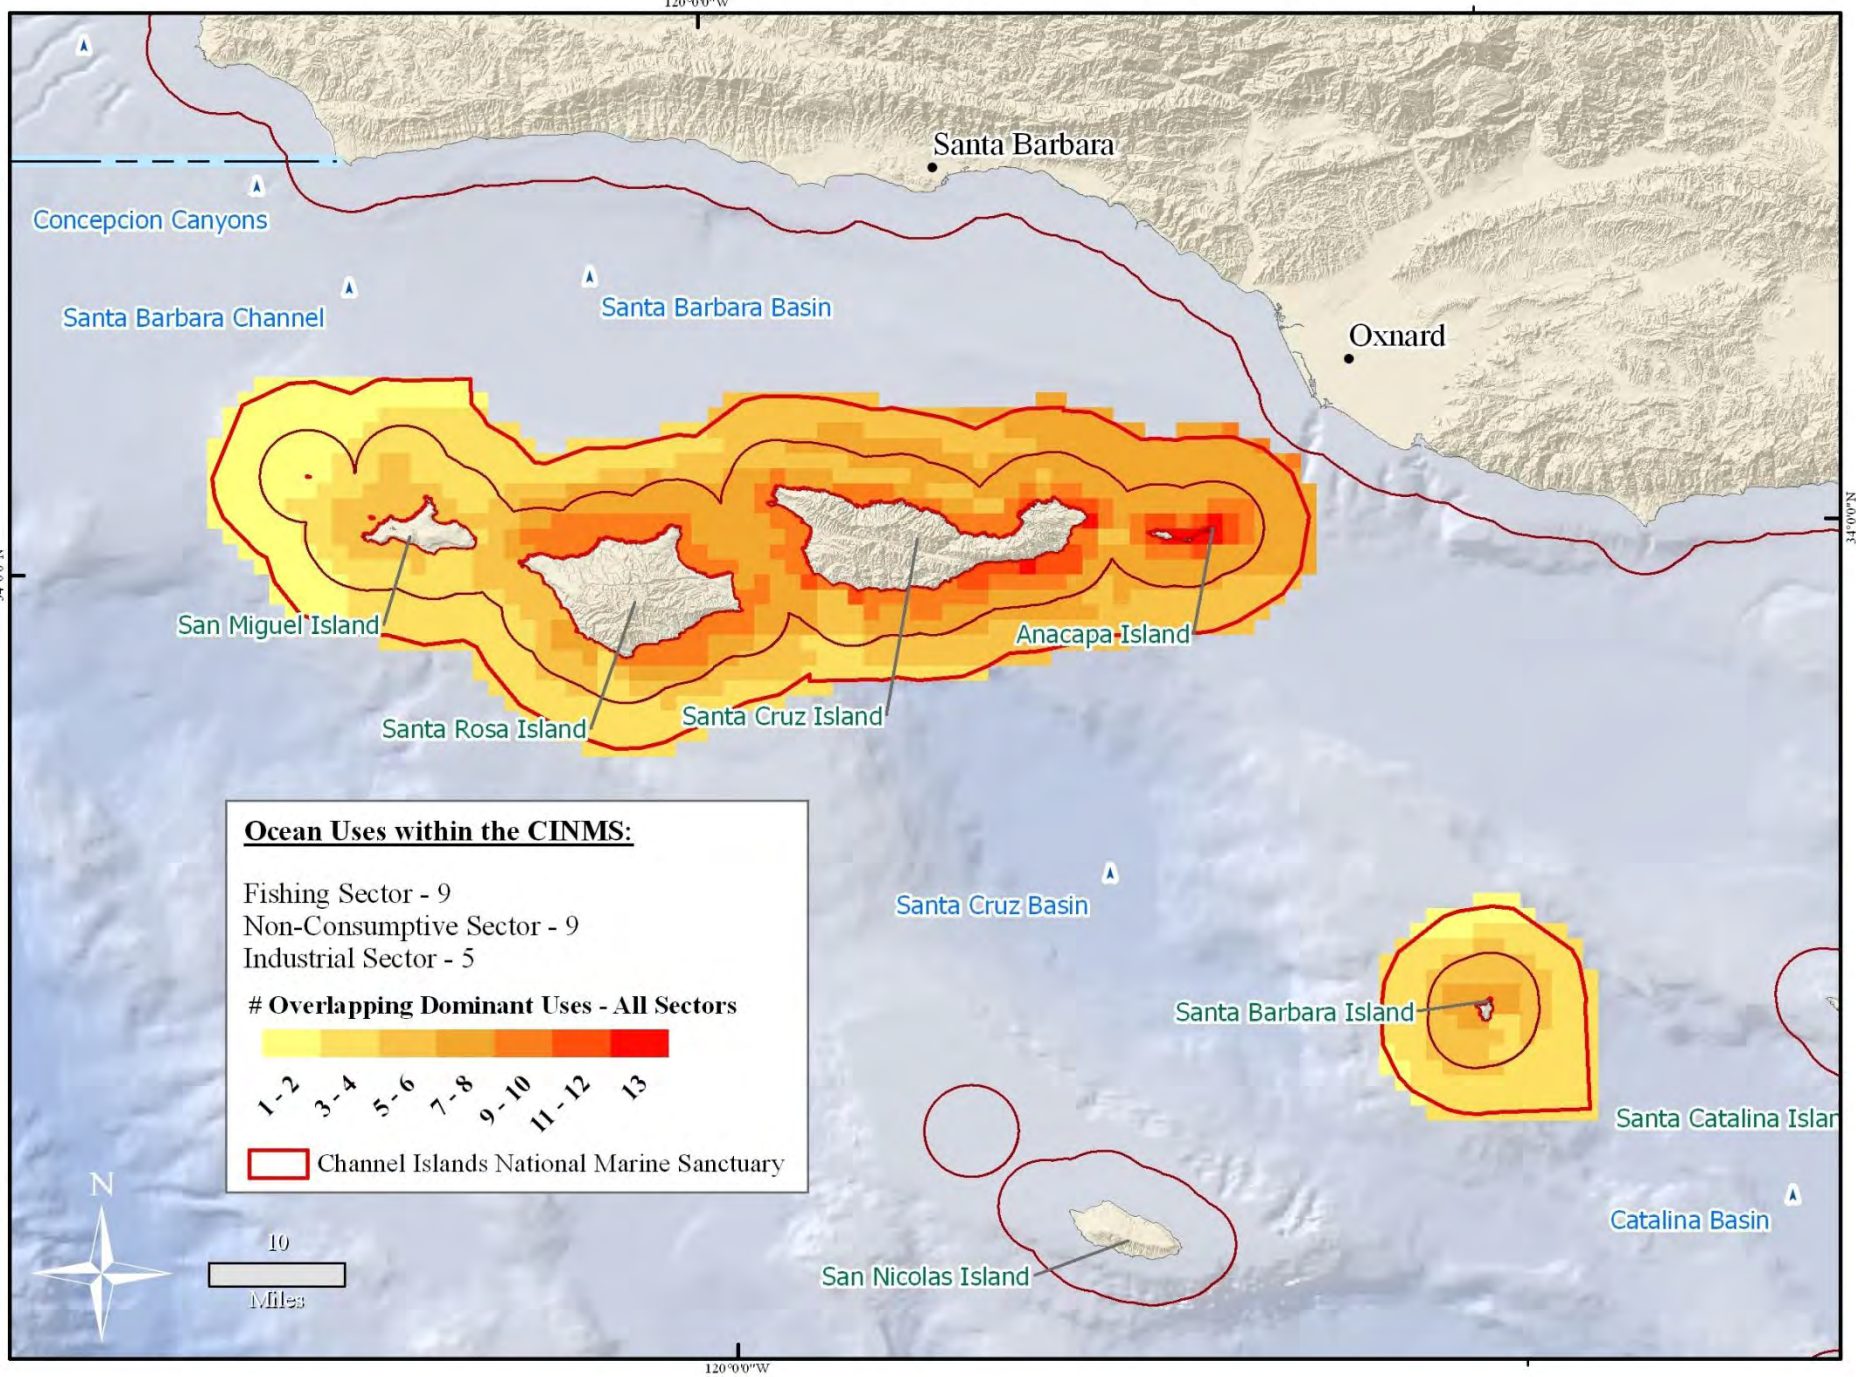 120°0'0"W
Santa Barbara
Concepcion Canyons
Santa Barbara Channel
Santa Barbara Basin
Oxnard
34°0'0"N
San Miguel Island
Anacapa Island
Santa Rosa Island
Santa Cruz Island
Ocean Uses within the CINMS:
Fishing Sector - 9
Non-Consumptive Sector - 9
Industrial Sector - 5
# Overlapping Dominant Uses - All Sectors
1 - 2
3 - 4
5 - 6
7 - 8
9 - 10
11 - 12
13
Channel Islands National Marine Sanctuary
Santa Cruz Basin
Santa Barbara Island
Santa Catalina Islan
Catalina Basin
San Nicolas Island
N
10
Miles
120°0'0"W